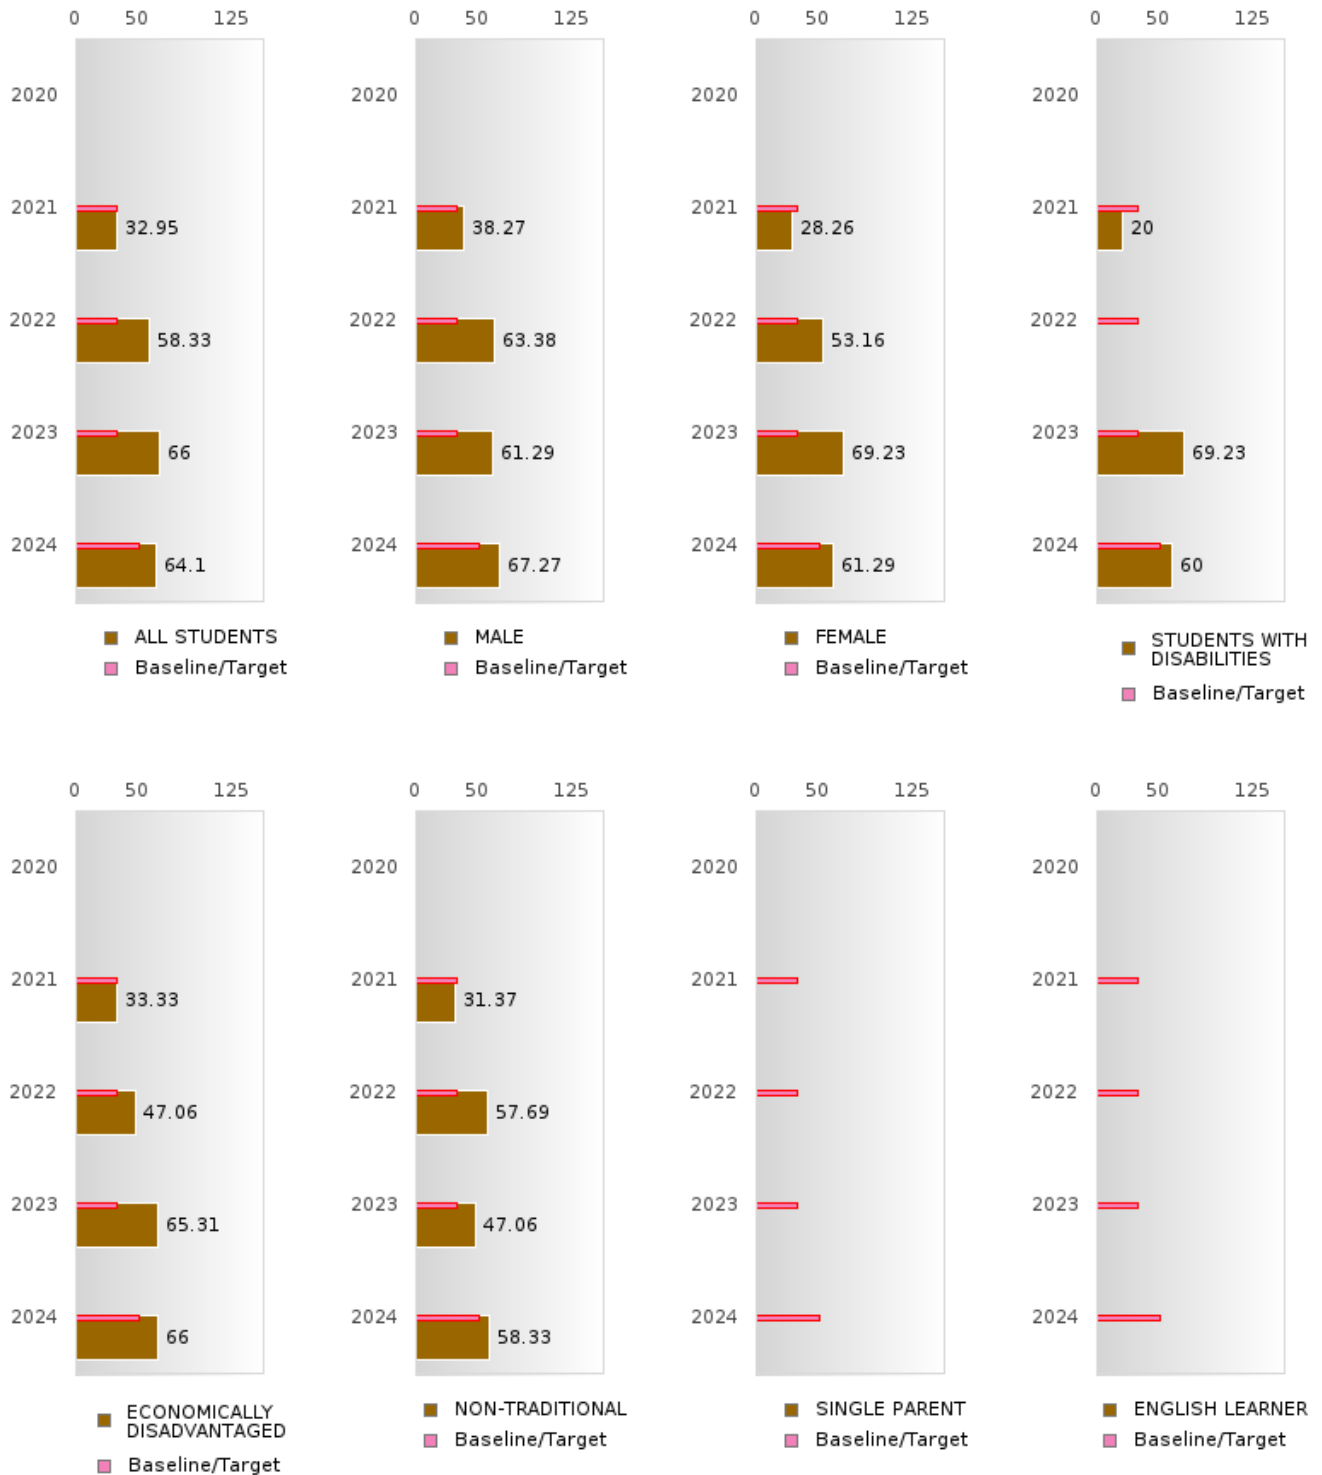 0 50 125
2020
2021 32.95
2022 58.33
2023 66
2024 64.1
ALL STUDENTS
Baseline/Target
0 50 125
2020
2021 38.27
2022 63.38
2023 61.29
2024 67.27
MALE
Baseline/Target
0 50 125
2020
2021 28.26
2022 53.16
2023 69.23
2024 61.29
FEMALE
Baseline/Target
0 50 125
2020
2021 20
2022
2023 69.23
2024 60
STUDENTS WITH
DISABILITIES
Baseline/Target
0 50 125
2020
2021 33.33
2022 47.06
2023 65.31
2024 66
ECONOMICALLY
DISADVANTAGED
Baseline/Target
0 50 125
2020
2021 31.37
2022 57.69
2023 47.06
2024 58.33
NON-TRADITIONAL
Baseline/Target
0 50 125
2020
2021
2022
2023
2024
SINGLE PARENT
Baseline/Target
0 50 125
2020
2021
2022
2023
2024
ENGLISH LEARNER
Baseline/Target